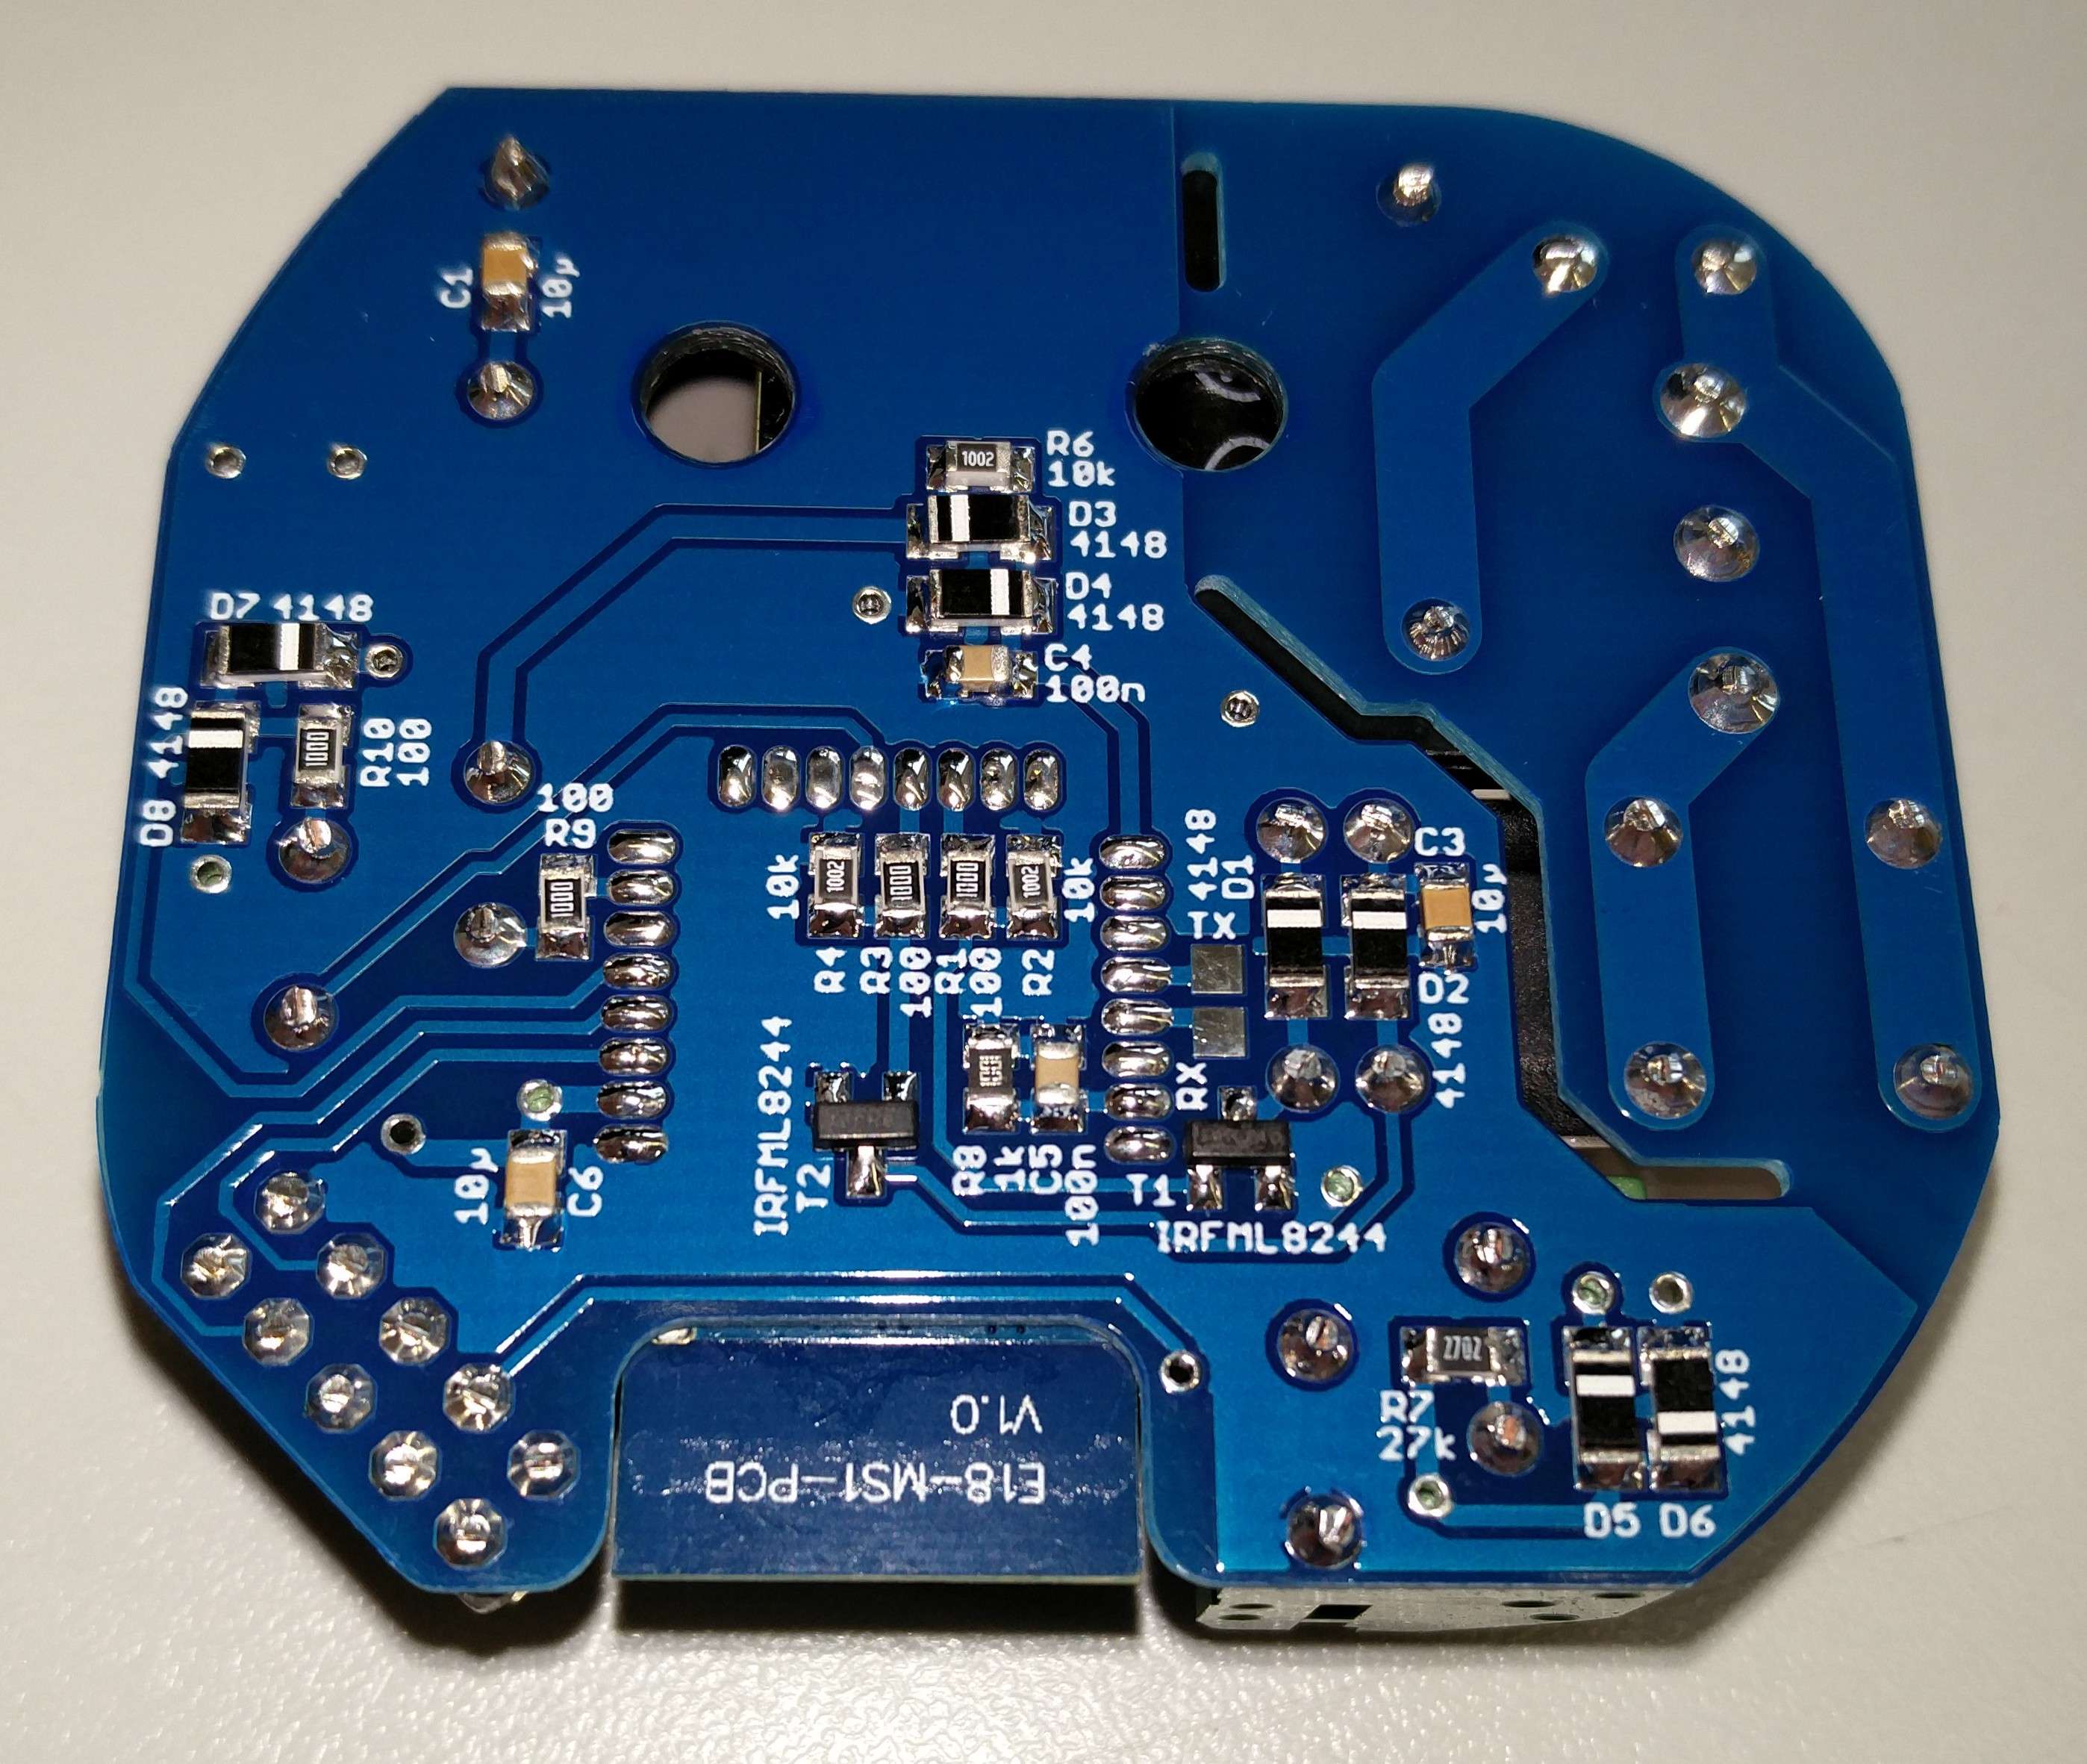 C1
10µ
1002
R6
10k
D3
4148
D4
4148
C4
100n
D7 4148
D8 4148
1000
R10
100
100
R9
1000
10k
1002
1000
1000
1002
10k
R4
R3
100
R1
100
R2
4148
D1
TX
RX
C3
10µ
D2
4148
IRFML8244
T2
R8
1k
C5
100n
T1
IRFML8244
10µ
C6
2702
R7
27k
4148
D5 D6
E18-MS1-PCB
V1.0